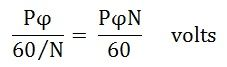 Pφ/(60/N) = PφN/60 volts